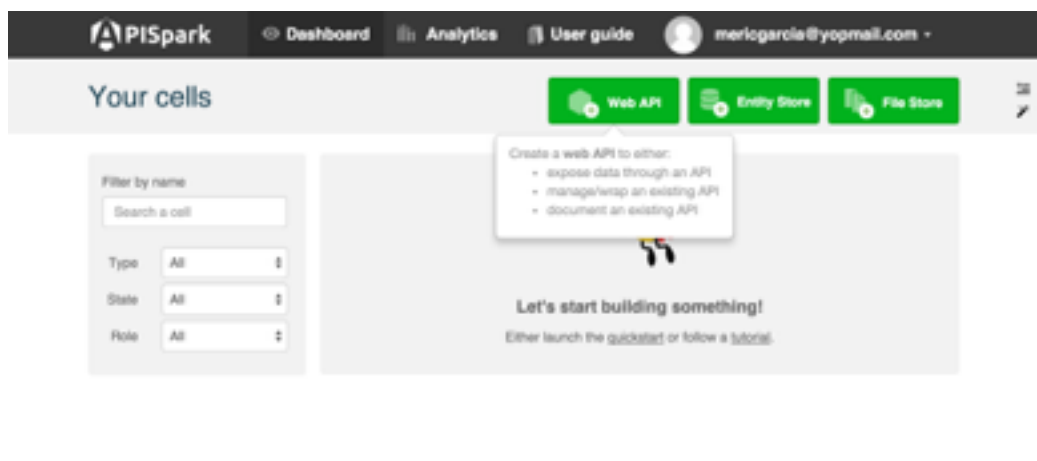 APISpark
Dashboard
Analytics
User guide
mericgarcia@yopmail.com
Your cells
Web API
Entity Store
File Store
Create a web API to either:
• expose data through an API
• manage/wrap an existing API
• document an existing API
Filter by name
Search a cell
Type All
State All
Role All
Let's start building something!
Either launch the quickstart or follow a tutorial.